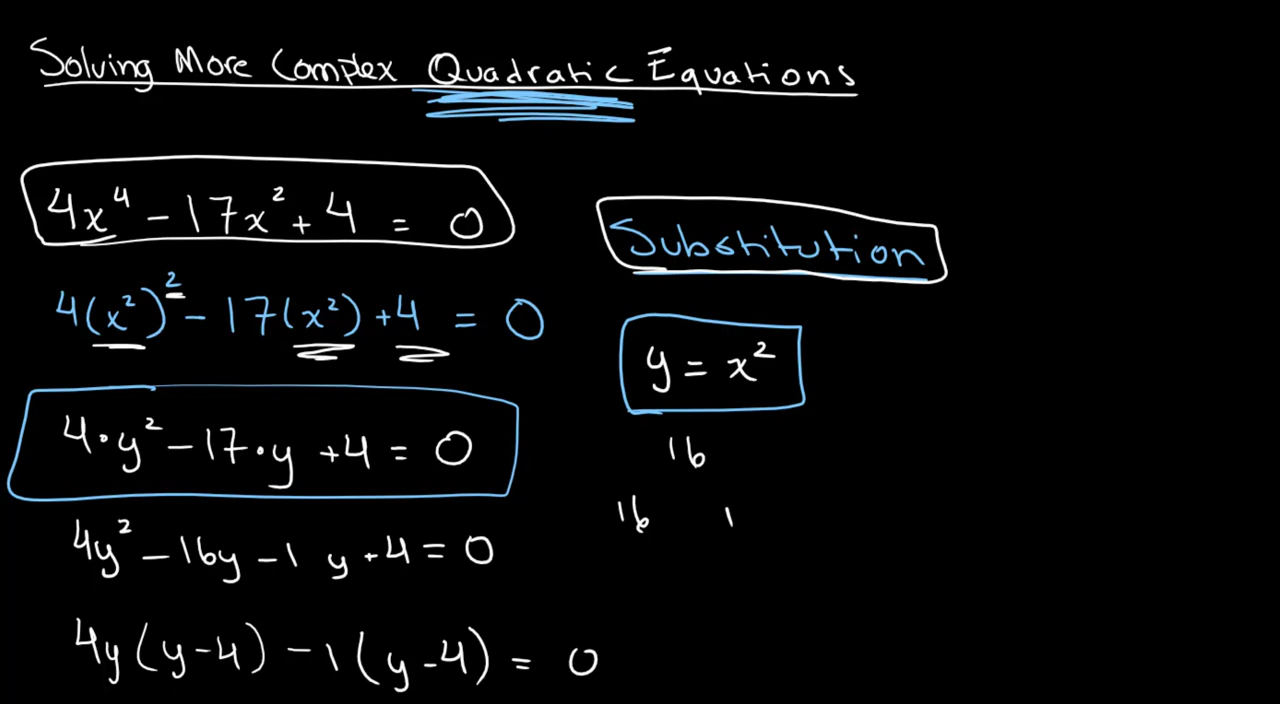 Solving More Complex Quadratic Equations
4x⁴ - 17x² + 4 = 0
Substitution
4(x²)² - 17(x²) + 4 = 0
y = x²
4·y² - 17·y + 4 = 0
16
16 1
4y² - 16y - 1 y + 4 = 0
4y(y-4) - 1(y-4) = 0